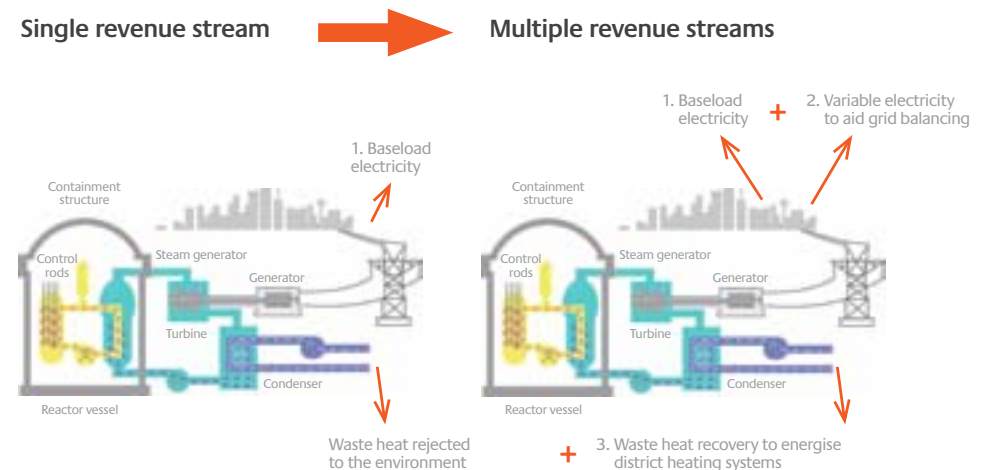 Single revenue stream
Multiple revenue streams
1. Baseload
electricity
Containment
structure
Control
rods
Steam generator
Generator
Turbine
Condenser
Reactor vessel
Waste heat rejected
to the environment
1. Baseload
electricity
+
2. Variable electricity
to aid grid balancing
Containment
structure
Control
rods
Steam generator
Generator
Turbine
Condenser
Reactor vessel
+
3. Waste heat recovery to energise
district heating systems